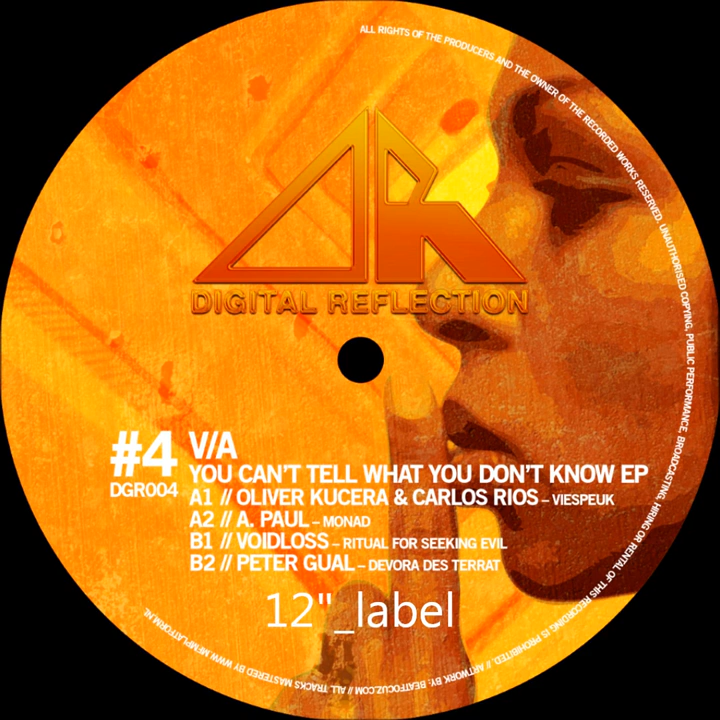 ALL RIGHTS OF THE PRODUCERS AND THE OWNER OF THE RECORDED WORKS RESERVED. UNAUTHORISED COPYING, PUBLIC PERFORMANCE, BROADCASTING, HIRING OR RENTAL OF THIS RECORDING IS PROHIBITED. // ARTWORK: BY: BEATFOCUZ.COM // ALL TRACKS MASTERED BY WWW.MFMPLATFORM.NL
DR
DIGITAL REFLECTION
#4
DGR004
V/A
YOU CAN'T TELL WHAT YOU DON'T KNOW EP
A1 // OLIVER KUCERA & CARLOS RIOS – VIESPEUK
A2 // A. PAUL – MONAD
B1 // VOIDLOSS – RITUAL FOR SEEKING EVIL
B2 // PETER GUAL – DEVORA DES TERRAT
12"_label